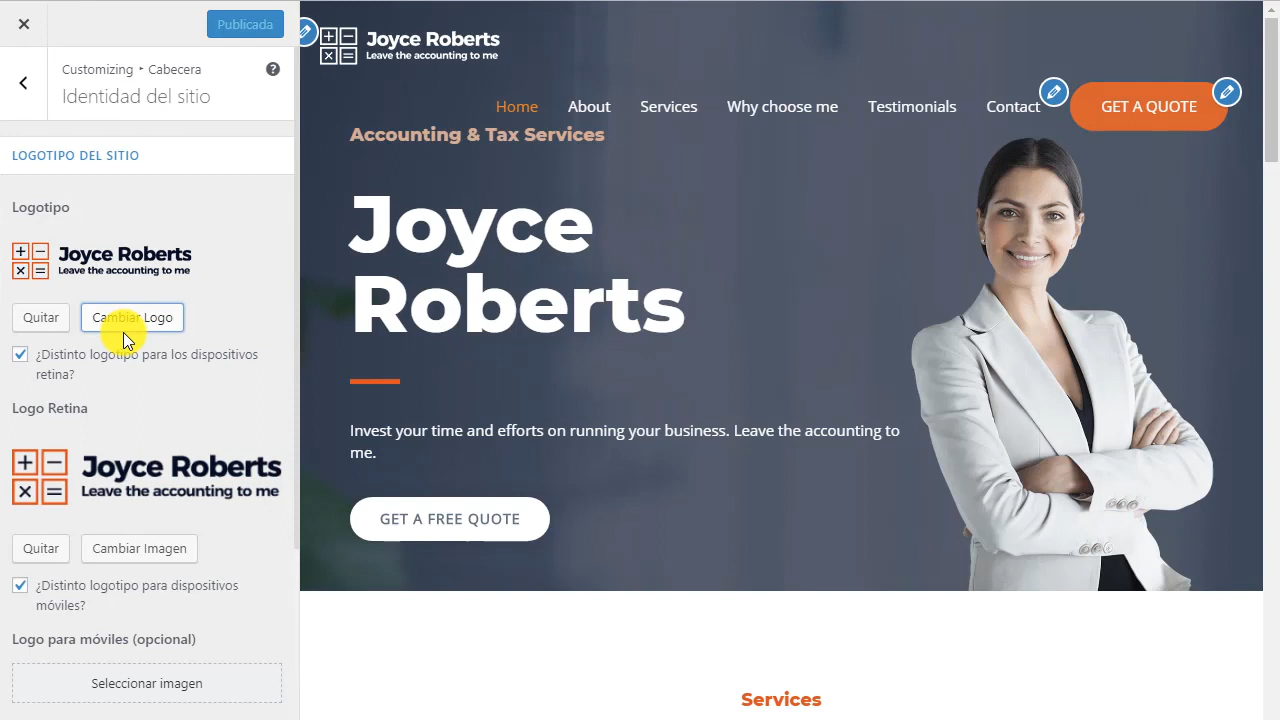 Publicada
Customizing ▸ Cabecera
Identidad del sitio
LOGOTIPO DEL SITIO
Logotipo
Joyce Roberts
Leave the accounting to me
Quitar
Cambiar Logo
¿Distinto logotipo para los dispositivos
retina?
Logo Retina
Joyce Roberts
Leave the accounting to me
Quitar
Cambiar Imagen
¿Distinto logotipo para dispositivos
móviles?
Logo para móviles (opcional)
Seleccionar imagen
Joyce Roberts
Leave the accounting to me
Home
About
Services
Why choose me
Testimonials
Contact
GET A QUOTE
Accounting & Tax Services
Joyce
Roberts
Invest your time and efforts on running your business. Leave the accounting to
me.
GET A FREE QUOTE
Services